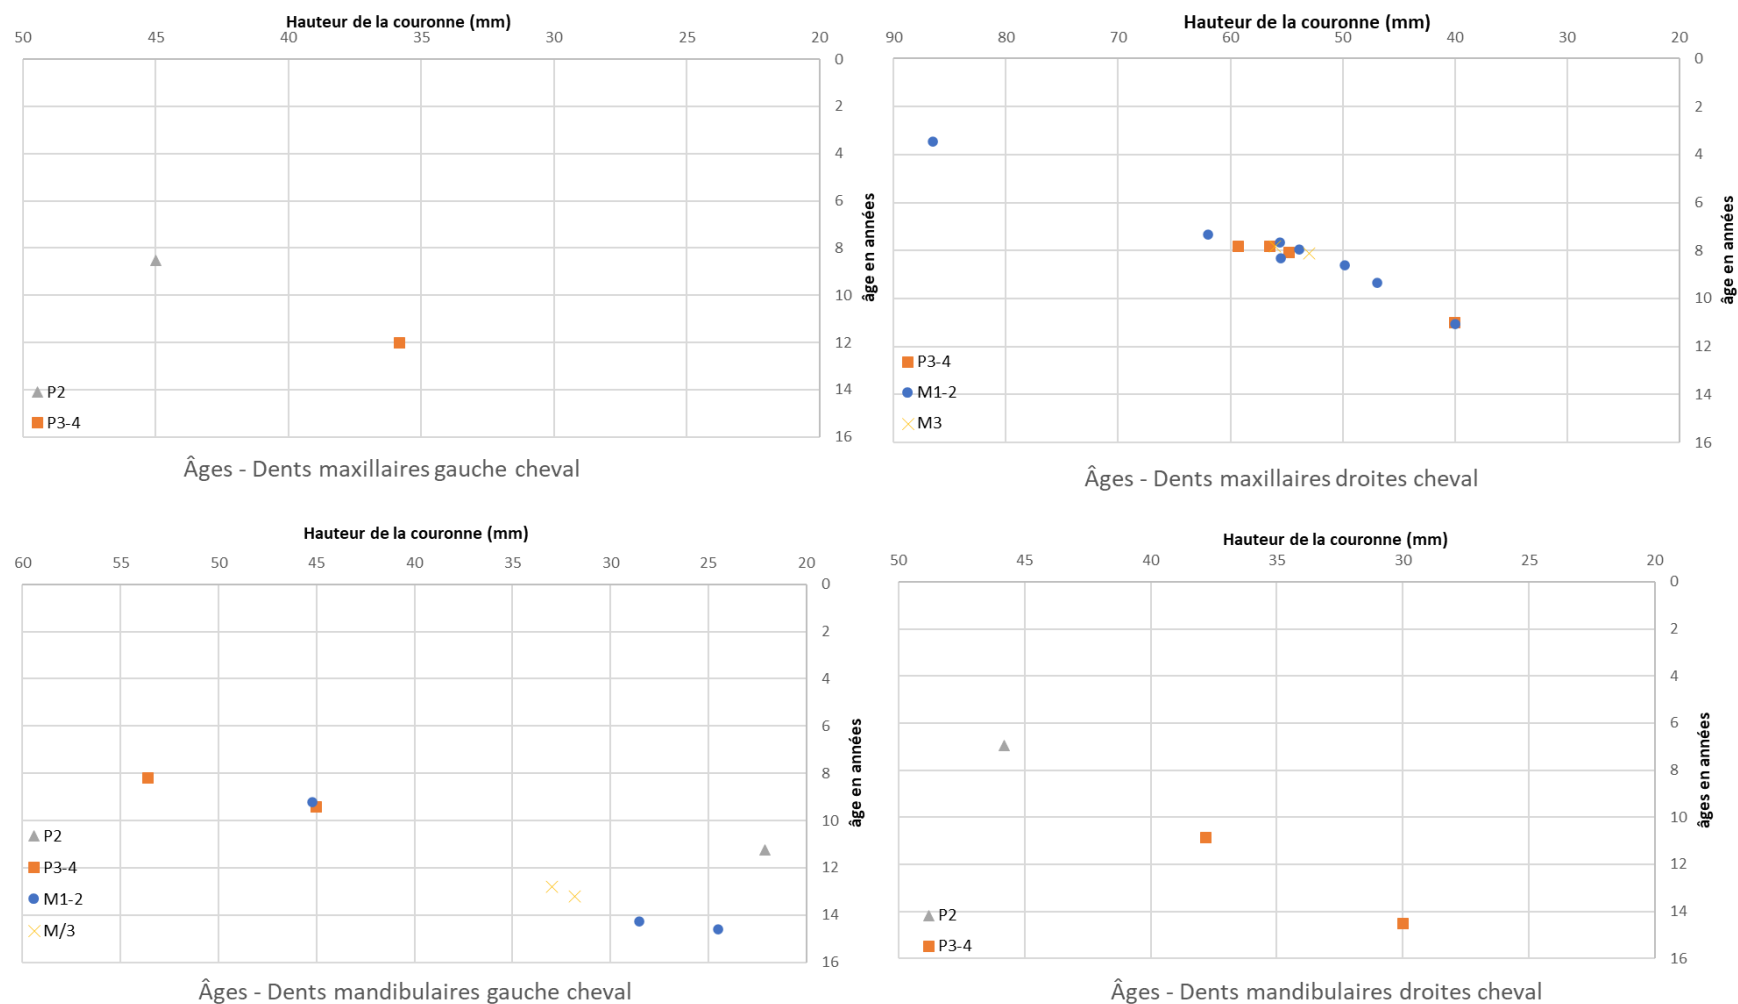 Hauteur de la couronne (mm)
50 45 40 35 30 25 20
0
2
4
6
8
10
12
14
16
âge en années
P2
P3-4
Âges - Dents maxillaires gauche cheval
Hauteur de la couronne (mm)
90 80 70 60 50 40 30 20
0
2
4
6
8
10
12
14
16
âge en années
P3-4
M1-2
M3
Âges - Dents maxillaires droites cheval
Hauteur de la couronne (mm)
60 55 50 45 40 35 30 25 20
0
2
4
6
8
10
12
14
16
âge en années
P2
P3-4
M1-2
M/3
Âges - Dents mandibulaires gauche cheval
Hauteur de la couronne (mm)
50 45 40 35 30 25 20
0
2
4
6
8
10
12
14
16
âges en années
P2
P3-4
Âges - Dents mandibulaires droites cheval